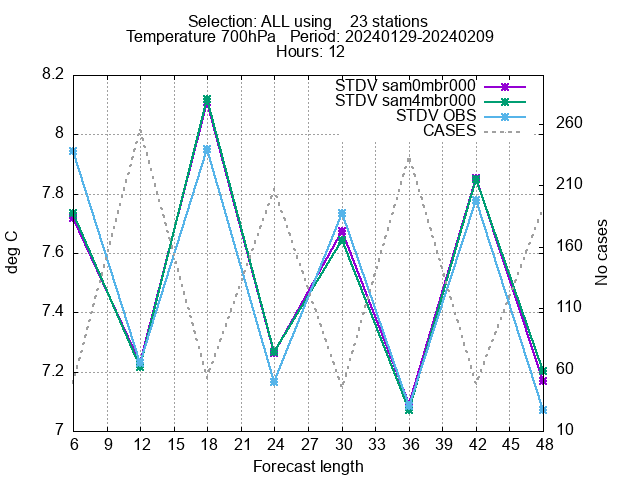 Selection: ALL using    23 stations
Temperature 700hPa   Period: 20240129-20240209
Hours: 12
STDV sam0mbr000
STDV sam4mbr000
STDV OBS
CASES
8.2
8
7.8
7.6
7.4
7.2
7
deg C
260
210
160
110
60
10
No cases
6 9 12 15 18 21 24 27 30 33 36 39 42 45 48
Forecast length